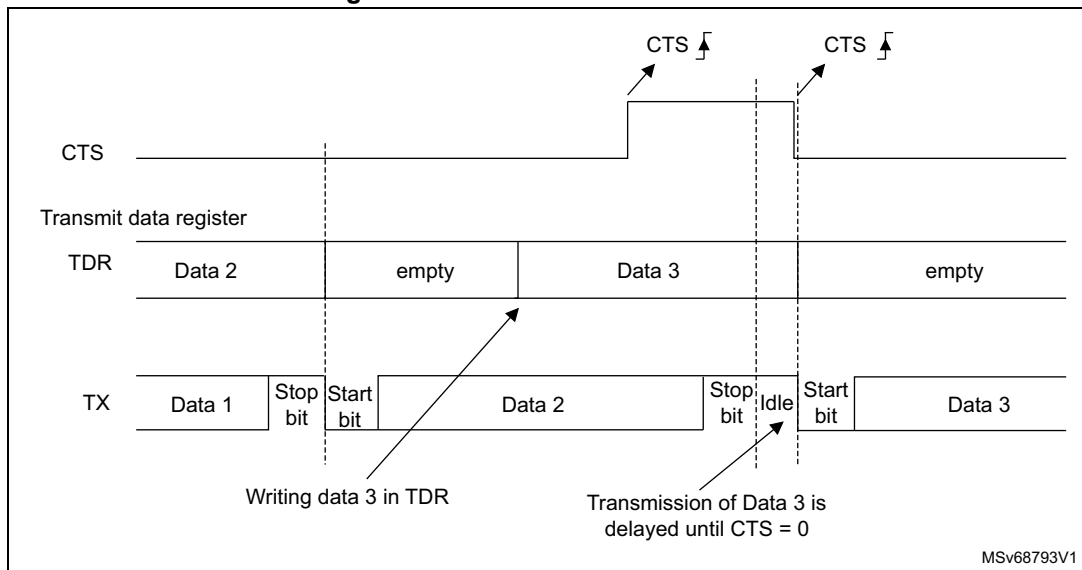 CTS CTS
CTS
Transmit data register
TDR Data 2 empty Data 3 empty
TX Data 1 Stop bit Start bit Data 2 Stop bit Idle Start bit Data 3
Writing data 3 in TDR
Transmission of Data 3 is
delayed until CTS = 0
MSv68793V1